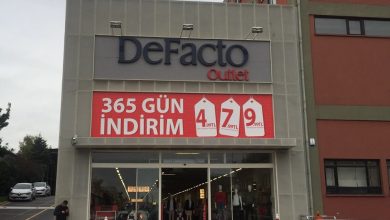 DeFacto
Outlet
365 GÜN
İNDİRİM
4 7 9